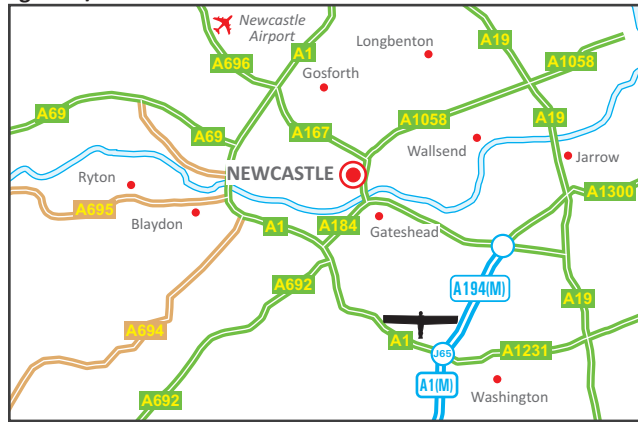 Newcastle
Airport
Longbenton
A19
A1
A696
Gosforth
A1058
A69
A69
A167
A1058
A19
Wallsend
Jarrow
NEWCASTLE
Ryton
A695
Blaydon
A1300
A1
A184
Gateshead
A692
A194(M)
A19
A694
A1
J65
A1231
A692
A1(M)
Washington